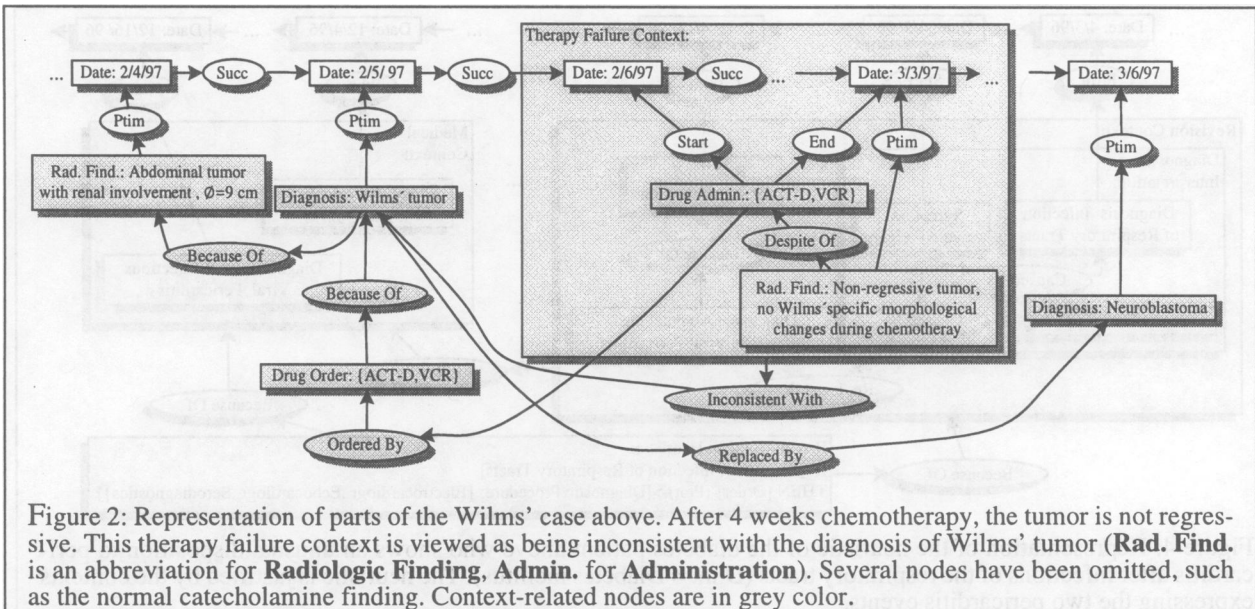 Therapy Failure Context:
... Date: 2/4/97 Succ Date: 2/5/ 97 Succ Date: 2/6/ 97 Succ ... Date: 3/3/97 ... Date: 3/6/97
Ptim Ptim Start End Ptim Ptim
Rad. Find.: Abdominal tumor
with renal involvement , Ø=9 cm
Diagnosis: Wilms´ tumor
Drug Admin.: {ACT-D,VCR}
Because Of
Despite Of
Because Of
Rad. Find.: Non-regressive tumor,
no Wilms´specific morphological
changes during chemotheray
Diagnosis: Neuroblastoma
Drug Order: {ACT-D,VCR}
Inconsistent With
Ordered By
Replaced By
Figure 2: Representation of parts of the Wilms’ case above. After 4 weeks chemotherapy, the tumor is not regres-
sive. This therapy failure context is viewed as being inconsistent with the diagnosis of Wilms’ tumor (Rad. Find.
is an abbreviation for Radiologic Finding, Admin. for Administration). Several nodes have been omitted, such
as the normal catecholamine finding. Context-related nodes are in grey color.